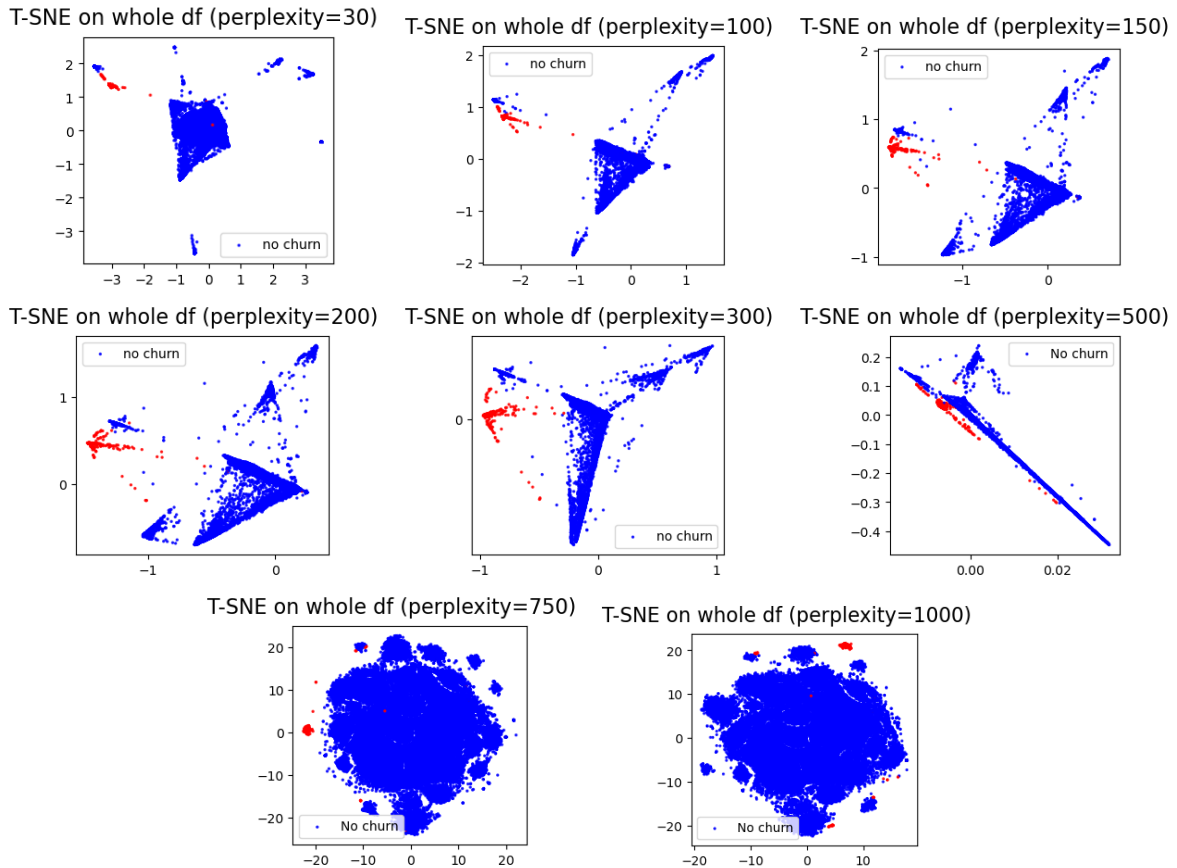 T-SNE on whole df (perplexity=30)
2
1
0
−1
−2
−3
−3 −2 −1 0 1 2 3
no churn
T-SNE on whole df (perplexity=100)
2
1
0
−1
−2
−2 −1 0 1
no churn
T-SNE on whole df (perplexity=150)
2
1
0
−1
−1 0
no churn
T-SNE on whole df (perplexity=200)
1
0
−1 0
no churn
T-SNE on whole df (perplexity=300)
0
−1 0 1
no churn
T-SNE on whole df (perplexity=500)
0.2
0.1
0.0
−0.1
−0.2
−0.3
−0.4
0.00 0.02
No churn
T-SNE on whole df (perplexity=750)
20
10
0
−10
−20
−20 −10 0 10 20
No churn
T-SNE on whole df (perplexity=1000)
20
10
0
−10
−20
−20 −10 0 10
No churn